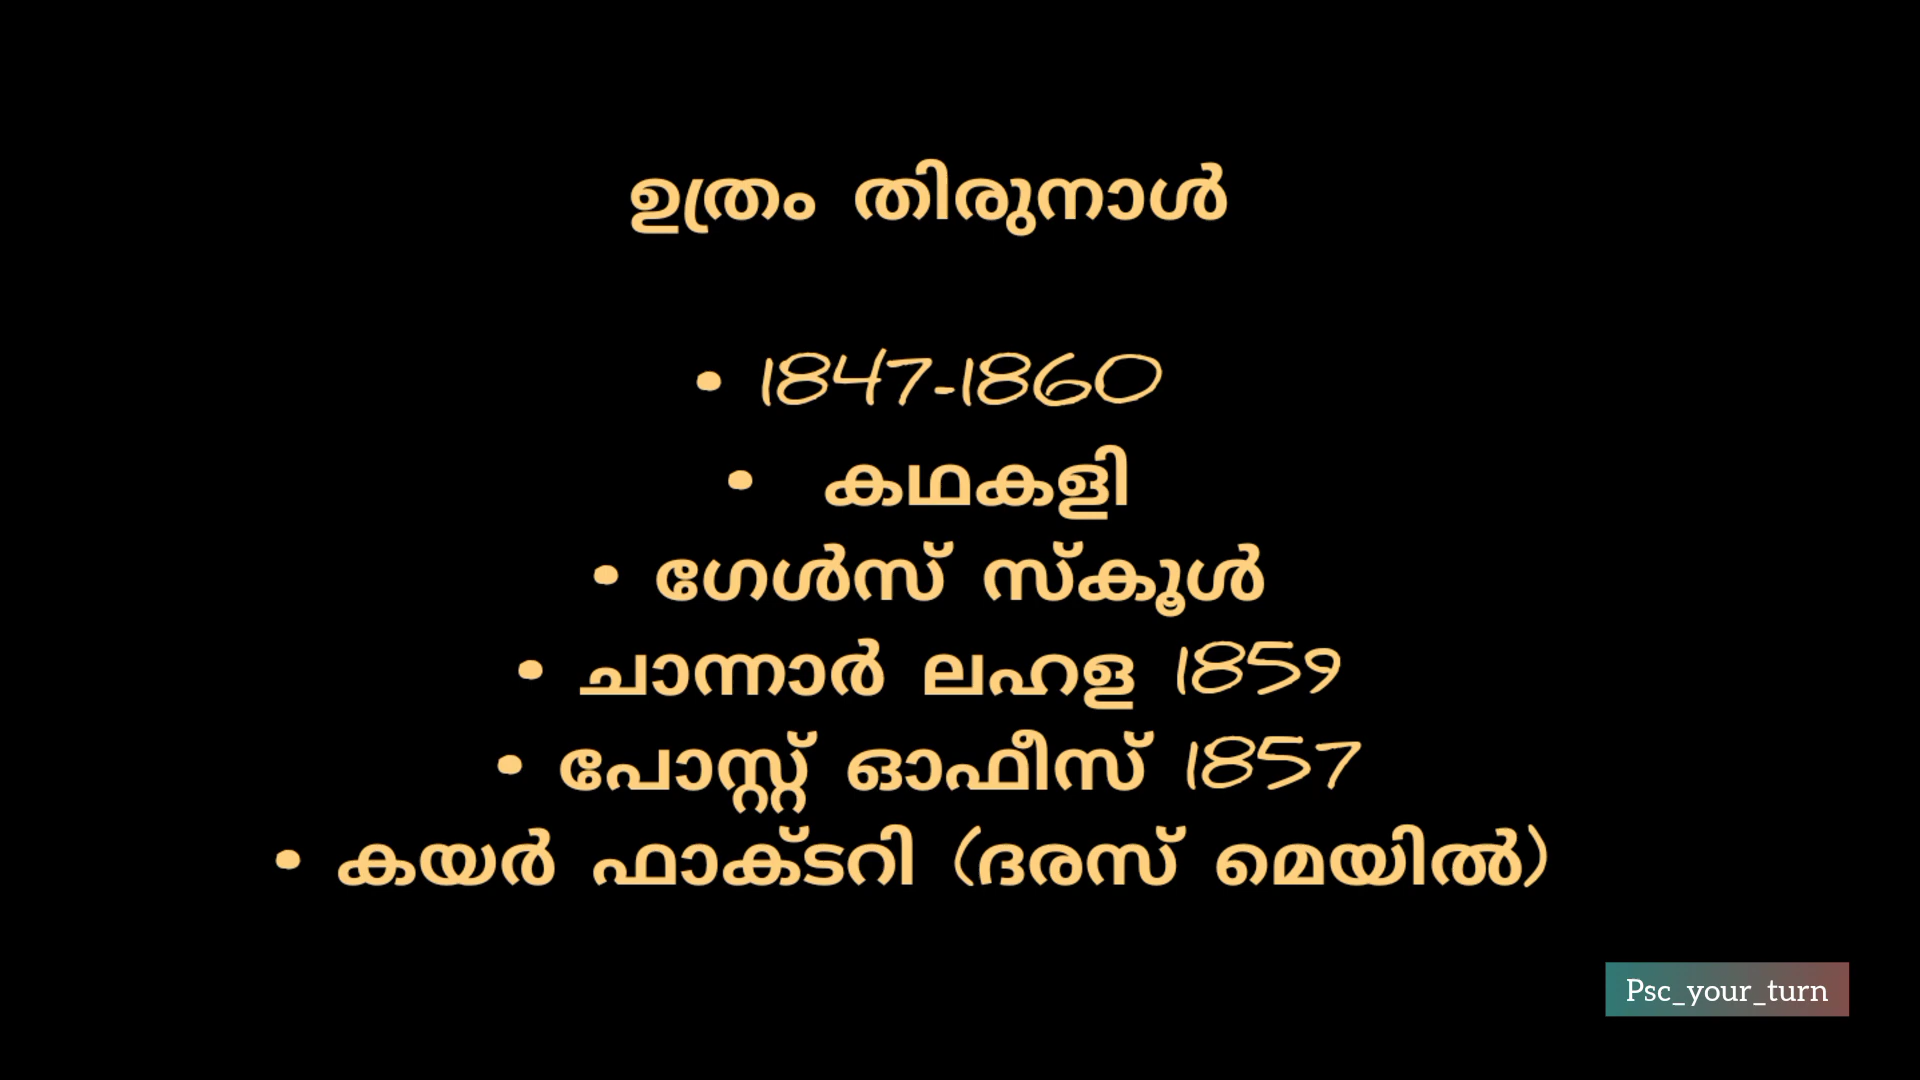 ഉത്രം തിരുനാൾ
• 1847-1860
• കഥകളി
• ഗേൾസ് സ്കൂൾ
• ചാന്നാർ ലഹള 1859
• പോസ്റ്റ് ഓഫീസ് 1857
• കയർ ഫാക്ടറി (ദരസ് മെയിൽ)
Psc_your_turn